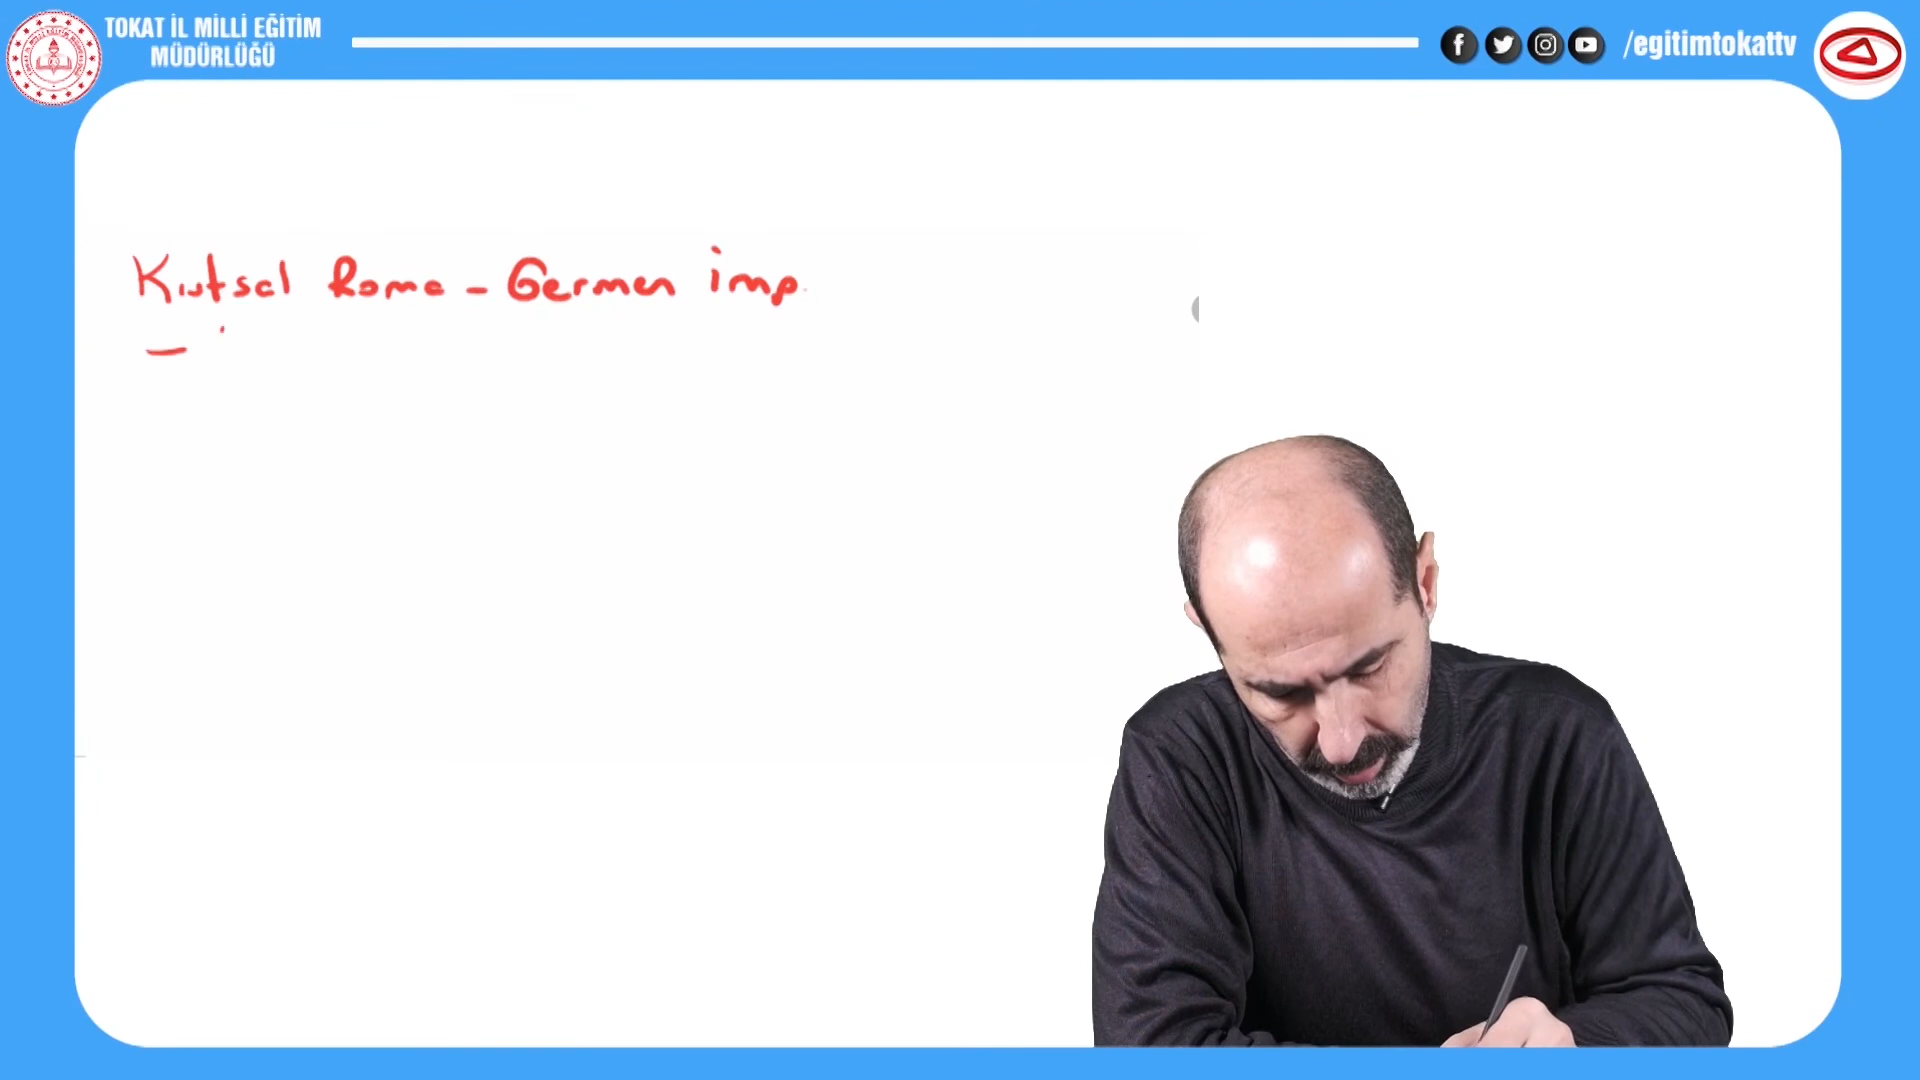 TOKAT İL MİLLİ EĞİTİM
MÜDÜRLÜĞÜ
/egitimtokattv
Kutsal Roma - Germen imp.
-